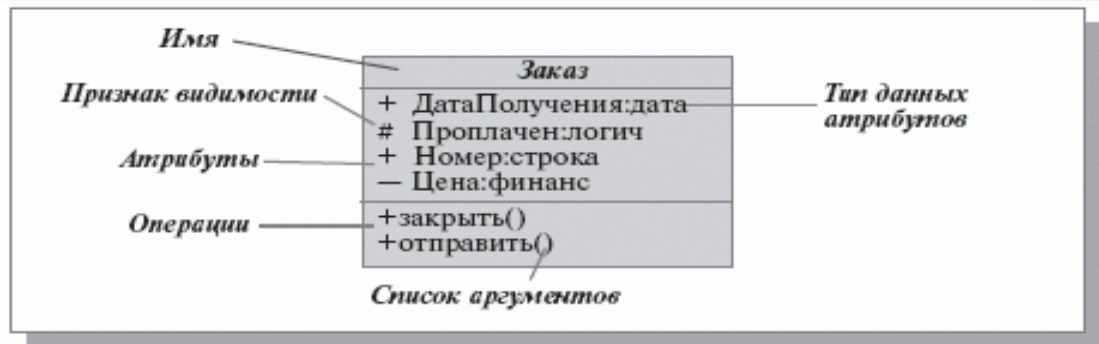 Имя
Заказ
Признак видимости
+ ДатаПолучения:дата
Тип данных
атрибутов
# Проплачен:логич
Атрибуты
+ Номер:строка
— Цена:финанс
Операции
+закрыть()
+отправить()
Список аргументов